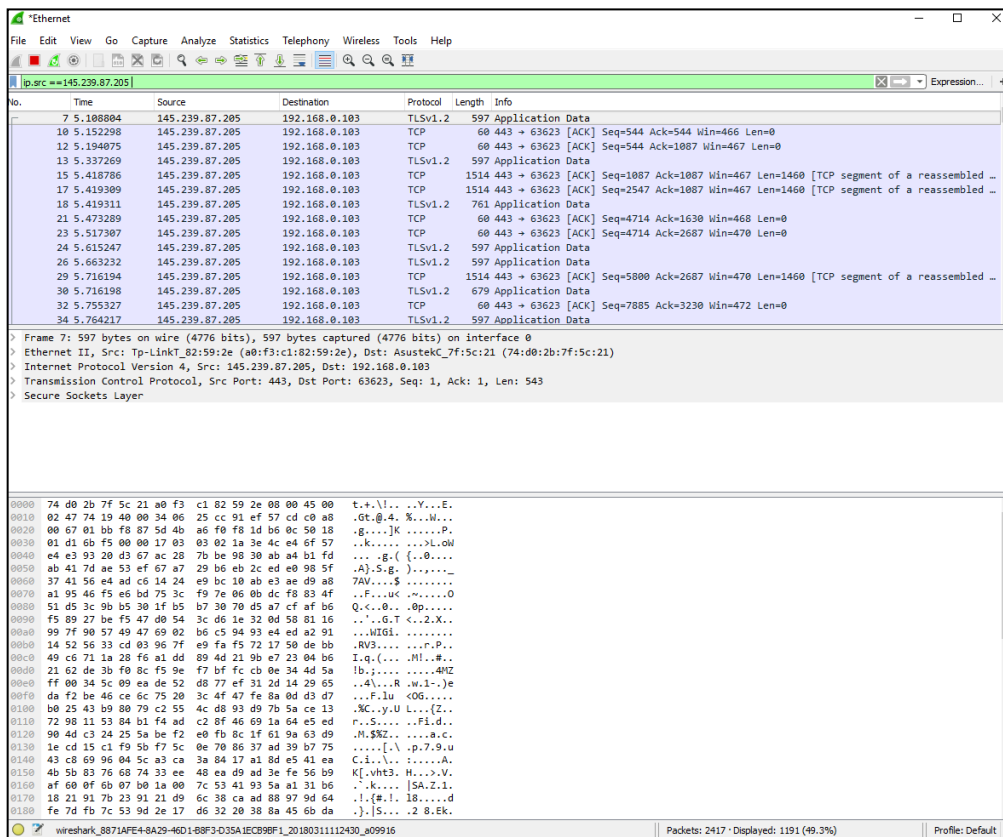 *Ethernet
File Edit View Go Capture Analyze Statistics Telephony Wireless Tools Help
ip.src ==145.239.87.205
Expression... +
No. Time Source Destination Protocol Length Info
7 5.108804 145.239.87.205 192.168.0.103 TLSv1.2 597 Application Data
10 5.152298 145.239.87.205 192.168.0.103 TCP 60 443 → 63623 [ACK] Seq=544 Ack=544 Win=466 Len=0
12 5.194075 145.239.87.205 192.168.0.103 TCP 60 443 → 63623 [ACK] Seq=544 Ack=1087 Win=467 Len=0
13 5.337269 145.239.87.205 192.168.0.103 TLSv1.2 597 Application Data
15 5.418786 145.239.87.205 192.168.0.103 TCP 1514 443 → 63623 [ACK] Seq=1087 Ack=1087 Win=467 Len=1460 [TCP segment of a reassembled …
17 5.419309 145.239.87.205 192.168.0.103 TCP 1514 443 → 63623 [ACK] Seq=2547 Ack=1087 Win=467 Len=1460 [TCP segment of a reassembled …
18 5.419311 145.239.87.205 192.168.0.103 TLSv1.2 761 Application Data
21 5.473289 145.239.87.205 192.168.0.103 TCP 60 443 → 63623 [ACK] Seq=4714 Ack=1630 Win=468 Len=0
23 5.517307 145.239.87.205 192.168.0.103 TCP 60 443 → 63623 [ACK] Seq=4714 Ack=2687 Win=470 Len=0
24 5.615247 145.239.87.205 192.168.0.103 TLSv1.2 597 Application Data
26 5.663232 145.239.87.205 192.168.0.103 TLSv1.2 597 Application Data
29 5.716194 145.239.87.205 192.168.0.103 TCP 1514 443 → 63623 [ACK] Seq=5800 Ack=2687 Win=470 Len=1460 [TCP segment of a reassembled …
30 5.716198 145.239.87.205 192.168.0.103 TLSv1.2 679 Application Data
32 5.755327 145.239.87.205 192.168.0.103 TCP 60 443 → 63623 [ACK] Seq=7885 Ack=3230 Win=472 Len=0
34 5.764217 145.239.87.205 192.168.0.103 TLSv1.2 597 Application Data
> Frame 7: 597 bytes on wire (4776 bits), 597 bytes captured (4776 bits) on interface 0
> Ethernet II, Src: Tp-LinkT_82:59:2e (a0:f3:c1:82:59:2e), Dst: AsustekC_7f:5c:21 (74:d0:2b:7f:5c:21)
> Internet Protocol Version 4, Src: 145.239.87.205, Dst: 192.168.0.103
> Transmission Control Protocol, Src Port: 443, Dst Port: 63623, Seq: 1, Ack: 1, Len: 543
> Secure Sockets Layer
0000 74 d0 2b 7f 5c 21 a0 f3 c1 82 59 2e 08 00 45 00 t.+.\!.. ..Y...E.
0010 02 47 74 19 40 00 34 06 25 cc 91 ef 57 cd c0 a8 .Gt.@.4. %...W...
0020 00 67 01 bb f8 87 5d 4b a6 f0 f8 1d b6 0c 50 18 .g....]K ......P.
0030 01 d6 6b f5 00 00 17 03 03 02 1a 3e 4c e4 6f 57 ..k..... ...>L.oW
0040 e4 e3 93 20 d3 67 ac 28 7b be 98 30 ab a4 b1 fd ... .g.( {..0....
0050 ab 41 7d ae 53 ef 67 a7 29 b6 eb 2c ed e0 98 5f .A}.S.g. )..,..._
0060 37 41 56 e4 ad c6 14 24 e9 bc 10 ab e3 ae d9 a8 7AV....$ ........
0070 a1 95 46 f5 e6 bd 75 3c f9 7e 06 0b dc f8 83 4f ..F...u< .~.....O
0080 51 d5 3c 9b b5 30 1f b5 b7 30 70 d5 a7 cf af b6 Q.<..0.. .0p.....
0090 f5 89 27 be f5 47 d0 54 3c d6 1e 32 0d 58 81 16 ..'..G.T <..2.X..
00a0 99 7f 90 57 49 47 69 02 b6 c5 94 93 e4 ed a2 91 ...WIGi. ........
00b0 14 52 56 33 cd 03 96 7f e9 fa f5 72 17 50 de bb .RV3.... ...r.P..
00c0 49 c6 71 1a 28 f6 a1 dd 89 4d 21 9b e7 23 04 b6 I.q.(... .M!..#..
00d0 21 62 de 3b f0 8c f5 9e f7 bf fc cb 0e 34 4d 5a !b.;.... .....4MZ
00e0 ff 00 34 5c 09 ea de 52 d8 77 ef 31 2d 14 29 65 ..4\...R .w.1-.)e
00f0 da f2 be 46 ce 6c 75 20 3c 4f 47 fe 8a 0d d3 d7 ...F.lu <OG.....
0100 b0 25 43 b9 80 79 c2 55 4c d8 93 d9 7b 5a ce 13 .%C..y.U L...{Z..
0110 72 98 11 53 84 b1 f4 ad c2 8f 46 69 1a 64 e5 ed r..S.... ..Fi.d..
0120 90 4d c3 24 25 5a be f2 e0 fb 8c 1f 61 9a 63 d9 .M.$%Z.. ....a.c.
0130 1e cd 15 c1 f9 5b f7 5c 0e 70 86 37 ad 39 b7 75 .....[.\ .p.7.9.u
0140 43 c8 69 96 04 5c a3 ca 3a 84 17 a1 8d e5 41 ea C.i..\.. :.....A.
0150 4b 5b 83 76 68 74 33 ee 48 ea d9 ad 3e fe 56 b9 K[.vht3. H...>.V.
0160 af 60 0f 6b 07 b0 1a 00 7c 53 41 93 5a a1 31 b6 .`.k.... |SA.Z.1.
0170 18 21 91 7b 23 91 21 d9 6c 38 ca ad 88 97 9d 64 .!.{#.!. l8.....d
0180 fe 7d fb 7c 53 9d 2e 17 d6 32 20 38 8a 45 6b da .}.|S... .2 8.Ek.
wireshark_8871AFE4-8A29-46D1-B8F3-D35A1ECB9BF1_20180311112430_a09916 Packets: 2417 · Displayed: 1191 (49.3%) Profile: Default